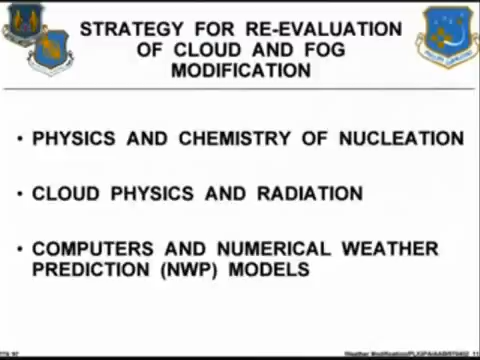 STRATEGY FOR RE-EVALUATION
OF CLOUD AND FOG
MODIFICATION
• PHYSICS AND CHEMISTRY OF NUCLEATION
• CLOUD PHYSICS AND RADIATION
• COMPUTERS AND NUMERICAL WEATHER
PREDICTION (NWP) MODELS